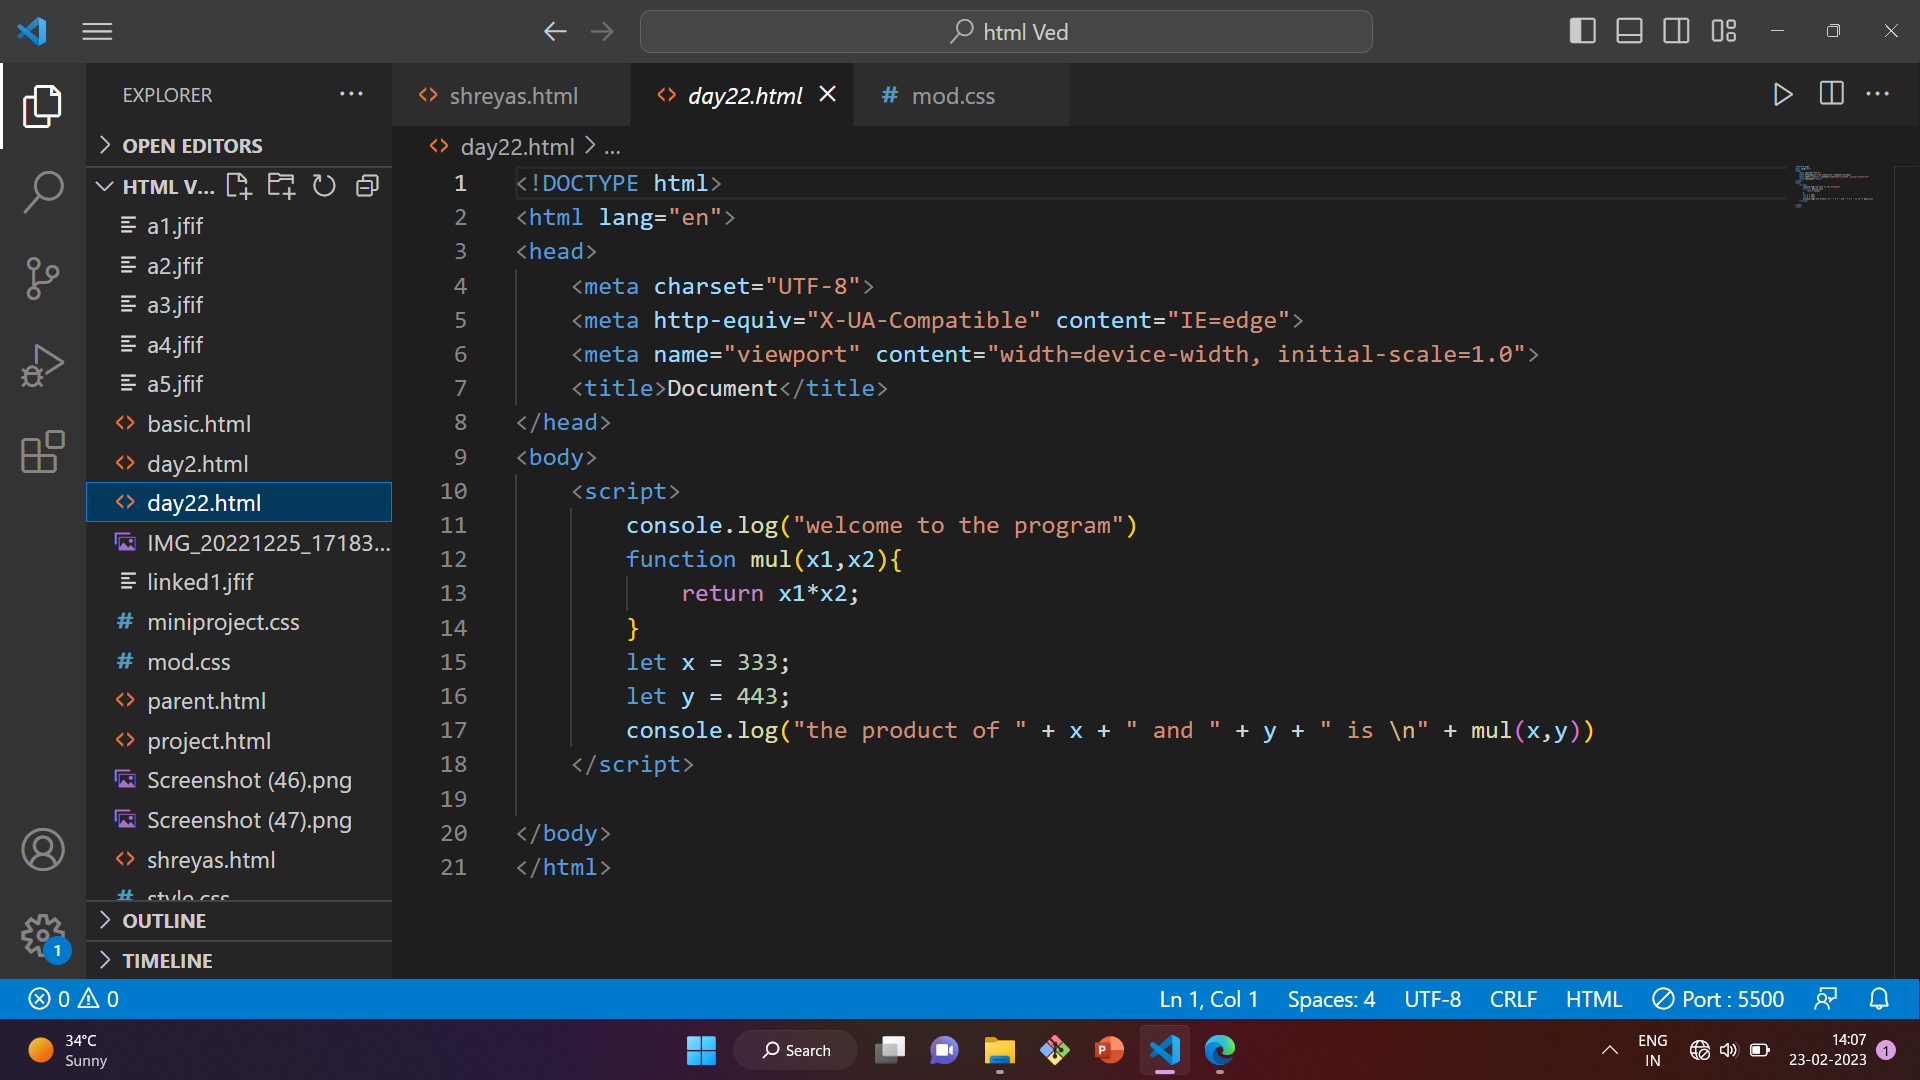 html Ved
EXPLORER
shreyas.html
day22.html
mod.css
OPEN EDITORS
day22.html > ...
HTML V...
a1.jfif
a2.jfif
a3.jfif
a4.jfif
a5.jfif
basic.html
day2.html
day22.html
IMG_20221225_17183...
linked1.jfif
miniproject.css
mod.css
parent.html
project.html
Screenshot (46).png
Screenshot (47).png
shreyas.html
style.css
OUTLINE
TIMELINE
1 <!DOCTYPE html>
2 <html lang="en">
3 <head>
4     <meta charset="UTF-8">
5     <meta http-equiv="X-UA-Compatible" content="IE=edge">
6     <meta name="viewport" content="width=device-width, initial-scale=1.0">
7     <title>Document</title>
8 </head>
9 <body>
10     <script>
11         console.log("welcome to the program")
12         function mul(x1,x2){
13             return x1*x2;
14         }
15         let x = 333;
16         let y = 443;
17         console.log("the product of " + x + " and " + y + " is \n" + mul(x,y))
18     </script>
19
20 </body>
21 </html>
1
0 0
Ln 1, Col 1
Spaces: 4
UTF-8
CRLF
HTML
Port : 5500
34°C
Sunny
Search
ENG
IN
14:07
23-02-2023
1